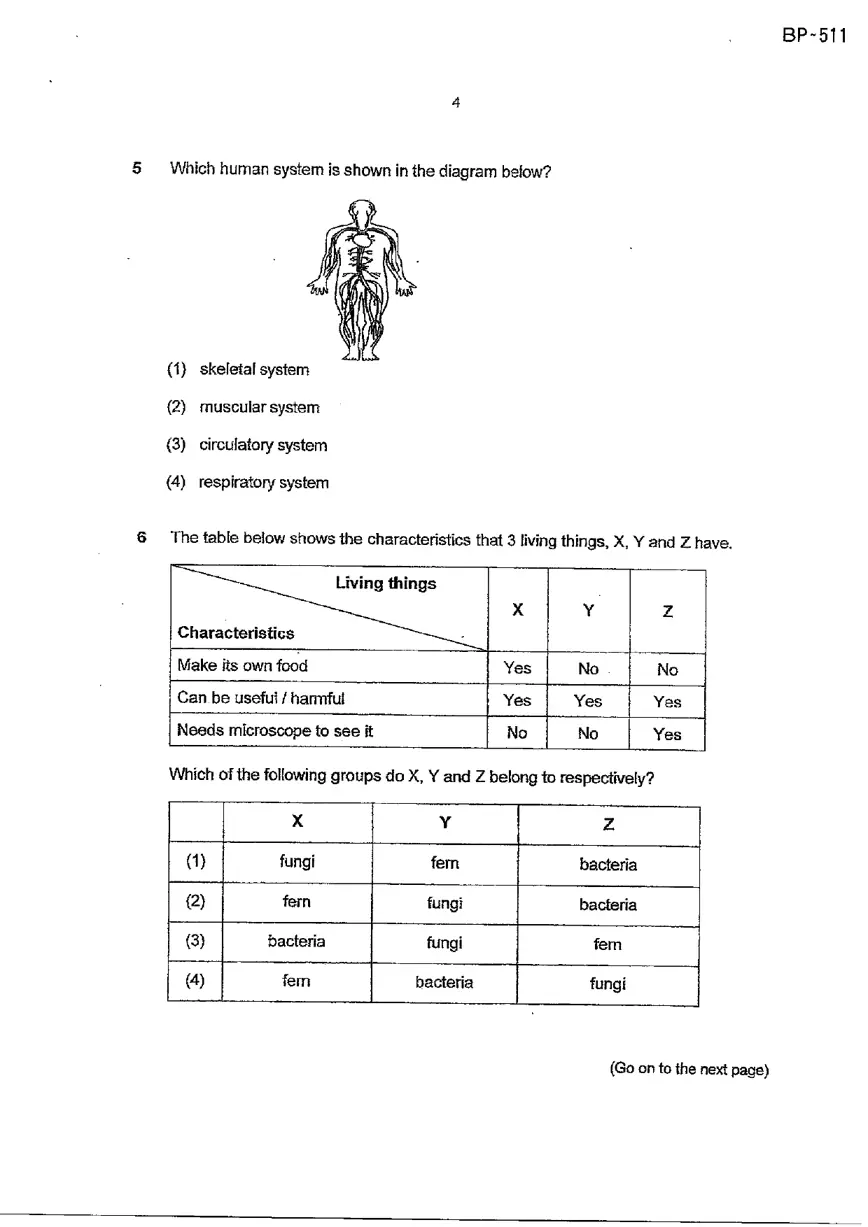 BP-511
4
5 Which human system is shown in the diagram below?
(1) skeletal system
(2) muscular system
(3) circulatory system
(4) respiratory system
6 The table below shows the characteristics that 3 living things, X, Y and Z have.
Living things
Characteristics
X Y Z
Make its own food Yes No No
Can be useful / harmful Yes Yes Yes
Needs microscope to see it No No Yes
Which of the following groups do X, Y and Z belong to respectively?
X Y Z
(1) fungi fern bacteria
(2) fern fungi bacteria
(3) bacteria fungi fern
(4) fern bacteria fungi
(Go on to the next page)